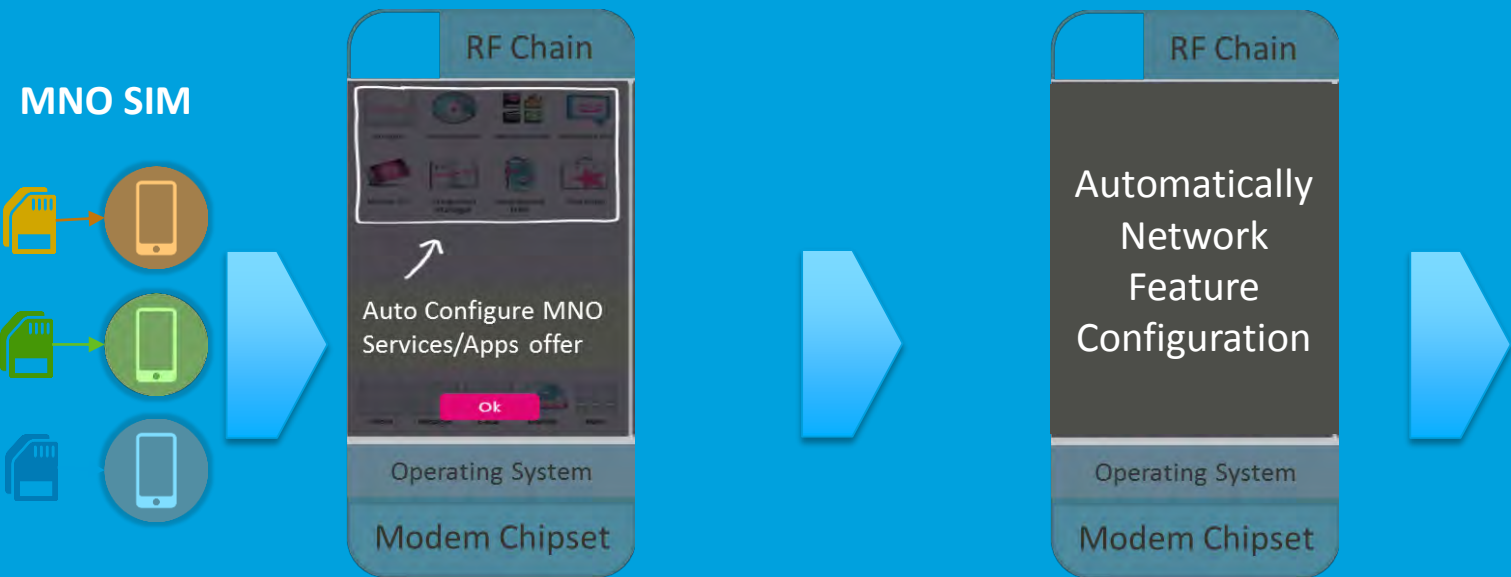 MNO SIM
RF Chain
Auto Configure MNO
Services/Apps offer
Ok
Operating System
Modem Chipset
RF Chain
Automatically
Network
Feature
Configuration
Operating System
Modem Chipset